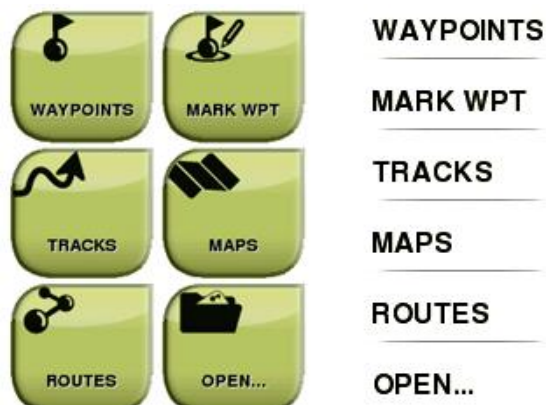 WAYPOINTS
MARK WPT
TRACKS
MAPS
ROUTES
OPEN...
WAYPOINTS
MARK WPT
TRACKS
MAPS
ROUTES
OPEN...